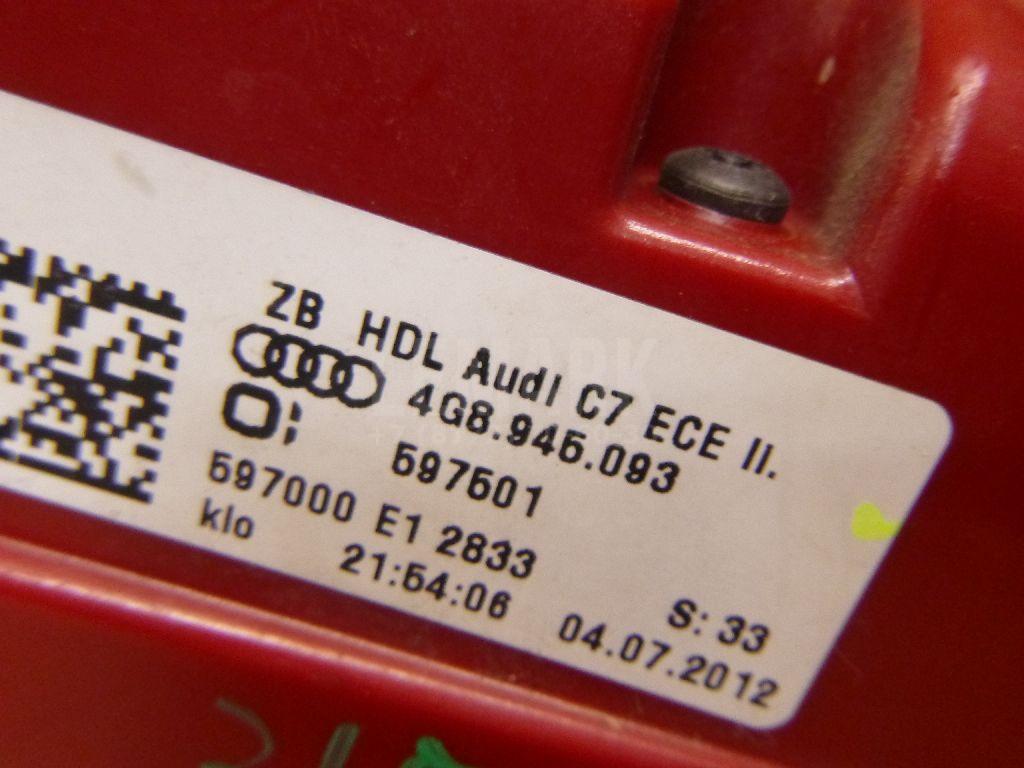 ZB HDL Audi C7 ECE II.
4G8.945.093
597501
597000 E1 2833
klo
21:54:06 04.07.2012
S: 33